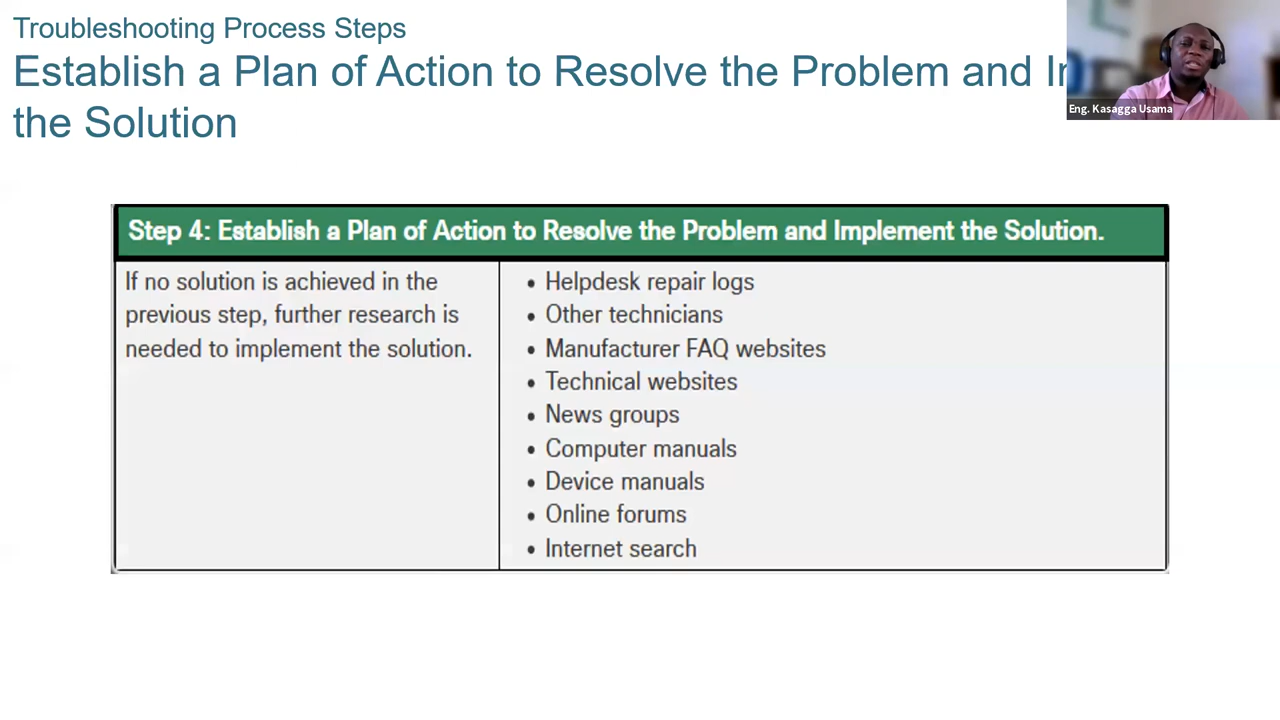 Troubleshooting Process Steps
Establish a Plan of Action to Resolve the Problem and
the Solution
Eng. Kasagga Usama
Step 4: Establish a Plan of Action to Resolve the Problem and Implement the Solution.
If no solution is achieved in the
previous step, further research is
needed to implement the solution.
• Helpdesk repair logs
• Other technicians
• Manufacturer FAQ websites
• Technical websites
• News groups
• Computer manuals
• Device manuals
• Online forums
• Internet search